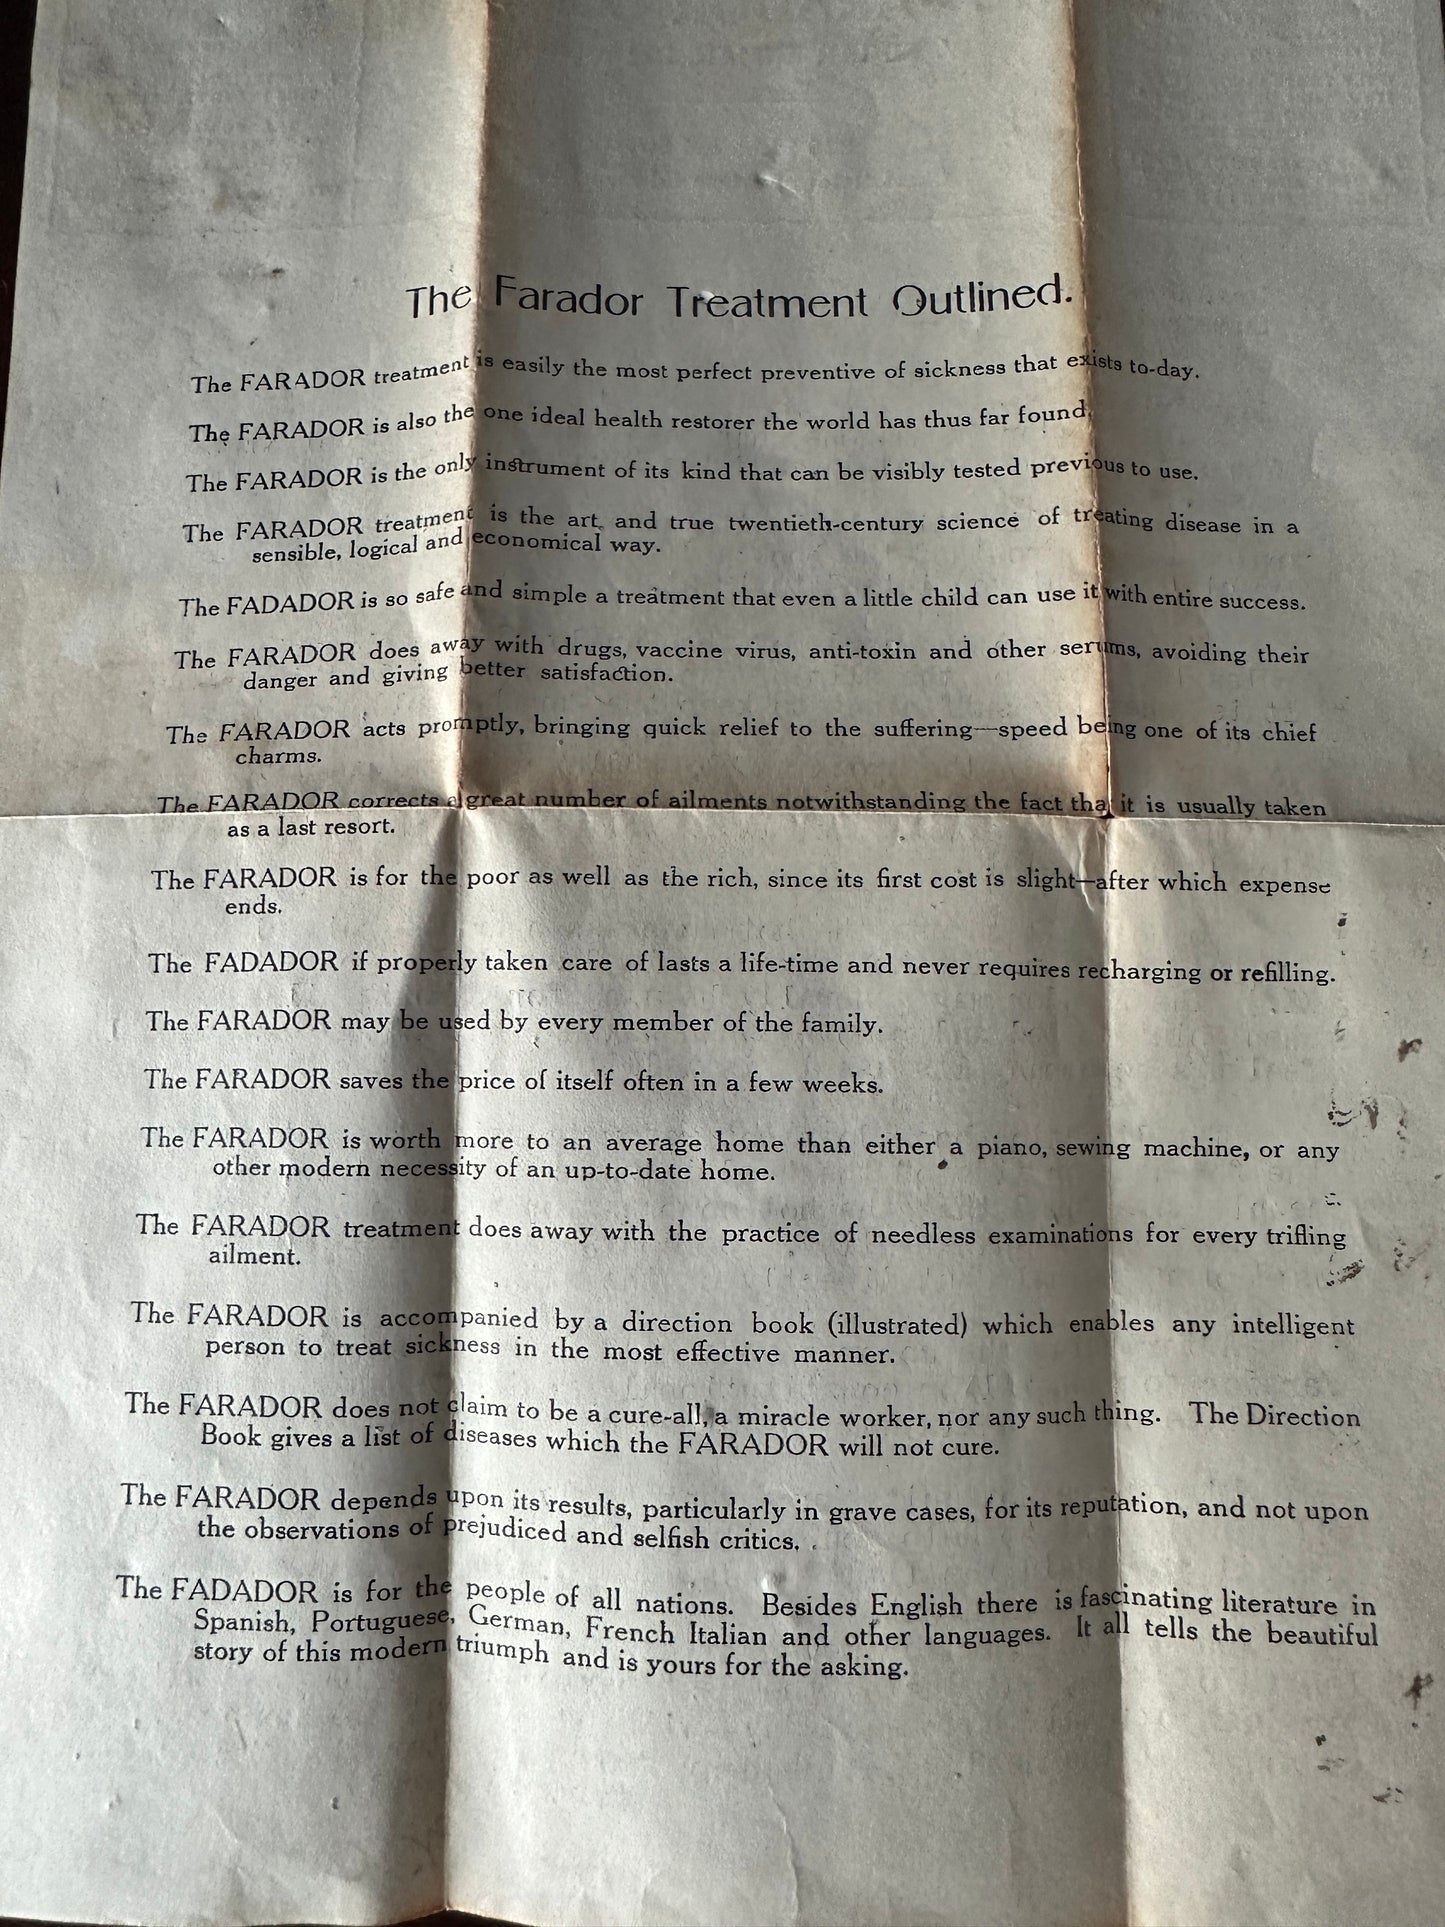 The Farador Treatment Outlined.
The FARADOR treatment is easily the most perfect preventive of sickness that exists to-day.
The FARADOR is also the one ideal health restorer the world has thus far found.
The FARADOR is the only instrument of its kind that can be visibly tested previous to use.
The FARADOR treatment is the art and true twentieth-century science of treating disease in a
sensible, logical and economical way.
The FADADOR is so safe and simple a treatment that even a little child can use it with entire success.
The FARADOR does away with drugs, vaccine virus, anti-toxin and other serums, avoiding their
danger and giving better satisfaction.
The FARADOR acts promptly, bringing quick relief to the suffering—speed being one of its chief
charms.
The FARADOR corrects a great number of ailments notwithstanding the fact that it is usually taken
as a last resort.
The FARADOR is for the poor as well as the rich, since its first cost is slight—after which expense
ends.
The FADADOR if properly taken care of lasts a life-time and never requires recharging or refilling.
The FARADOR may be used by every member of the family.
The FARADOR saves the price of itself often in a few weeks.
The FARADOR is worth more to an average home than either a piano, sewing machine, or any
other modern necessity of an up-to-date home.
The FARADOR treatment does away with the practice of needless examinations for every trifling
ailment.
The FARADOR is accompanied by a direction book (illustrated) which enables any intelligent
person to treat sickness in the most effective manner.
The FARADOR does not claim to be a cure-all, a miracle worker, nor any such thing. The Direction
Book gives a list of diseases which the FARADOR will not cure.
The FARADOR depends upon its results, particularly in grave cases, for its reputation, and not upon
the observations of prejudiced and selfish critics.
The FADADOR is for the people of all nations. Besides English there is fascinating literature in
Spanish, Portuguese, German, French Italian and other languages. It all tells the beautiful
story of this modern triumph and is yours for the asking.